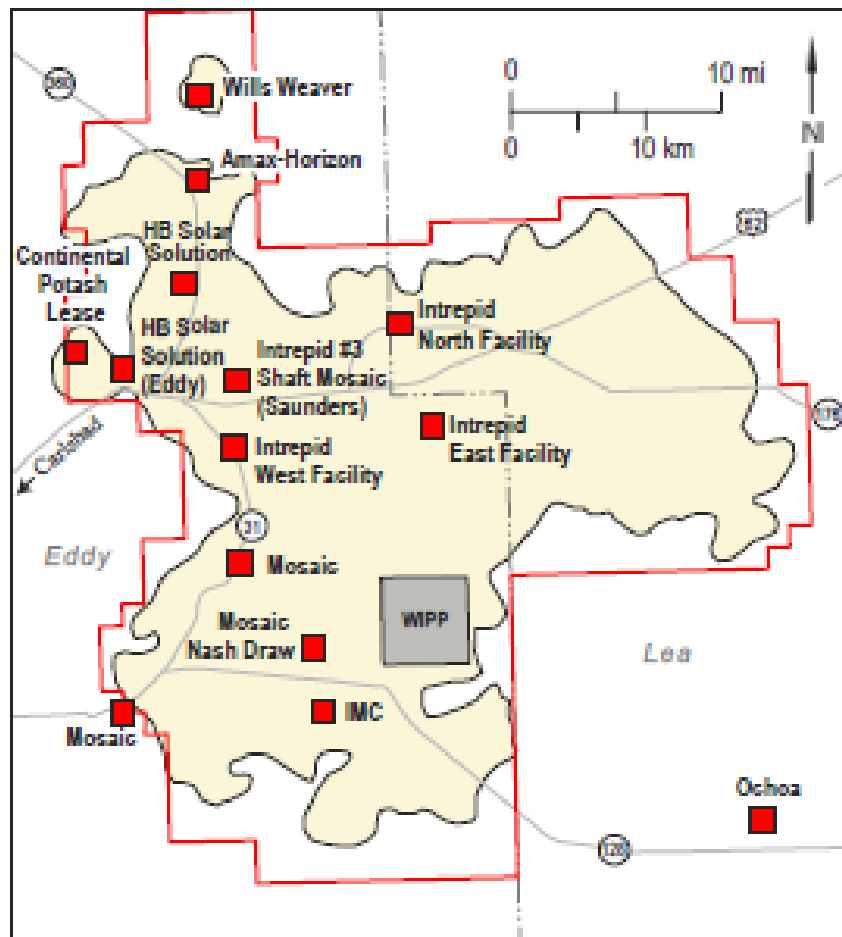 0
10 mi
0
10 km
N
Wills Weaver
Amax-Horizon
HB Solar
Solution
Continental
Potash
Lease
HB Solar
Solution
(Eddy)
Intrepid #3
Shaft Mosaic
(Saunders)
Intrepid
North Facility
Intrepid
West Facility
Intrepid
East Facility
Carlsbad
31
Eddy
Mosaic
WIPP
Mosaic
Nash Draw
Lea
Mosaic
IMC
Ochoa
128